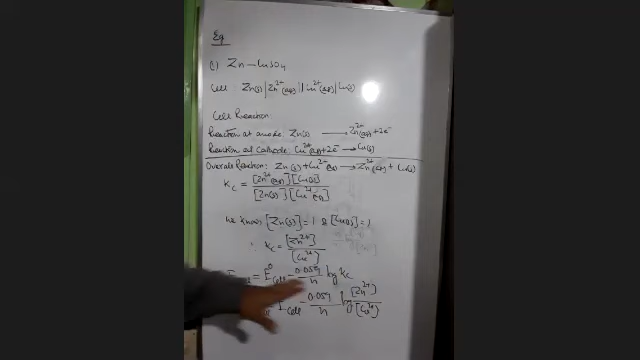 Eg
(1) Zn - CuSO4
Cell Zn(s) | Zn2+(aq) || Cu2+(aq) | Cu(s)
Cell Reaction
Reaction at anode: Zn(s) → Zn2+(aq) + 2e-
Reaction at Cathode: Cu2+(aq) + 2e- → Cu(s)
Overall Reaction: Zn(s) + Cu2+(aq) → Zn2+(aq) + Cu(s)
Kc = [Zn2+(aq)][Cu(s)] / [Zn(s)][Cu2+(aq)]
we know [Zn(s)] = 1 & [Cu(s)] = 1
∴ Kc = [Zn2+] / [Cu2+]
= E0cell - 0.059/n log Kc
Ecell - 0.059/n log [Zn2+]/[Cu2+]